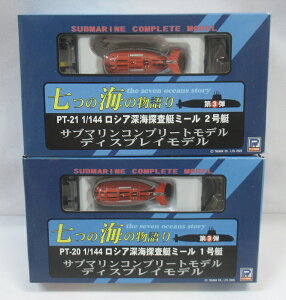 SUBMARINE COMPLETE MODEL
the seven oceans story
七つの海の物語り
第3弾
PT-21 1/144 ロシア深海探査艇ミール 2号艇
サブマリンコンプリートモデル
ディスプレイモデル
SUBMARINE COMPLETE MODEL
the seven oceans story
七つの海の物語り
第3弾
PT-20 1/144 ロシア深海探査艇ミール 1号艇
サブマリンコンプリートモデル
ディスプレイモデル